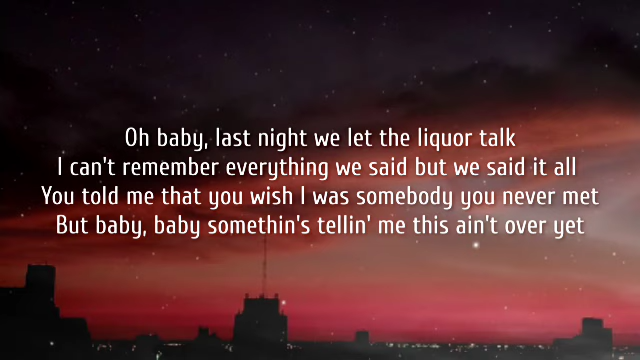 Oh baby, last night we let the liquor talk
I can't remember everything we said but we said it all
You told me that you wish I was somebody you never met
But baby, baby somethin's tellin' me this ain't over yet